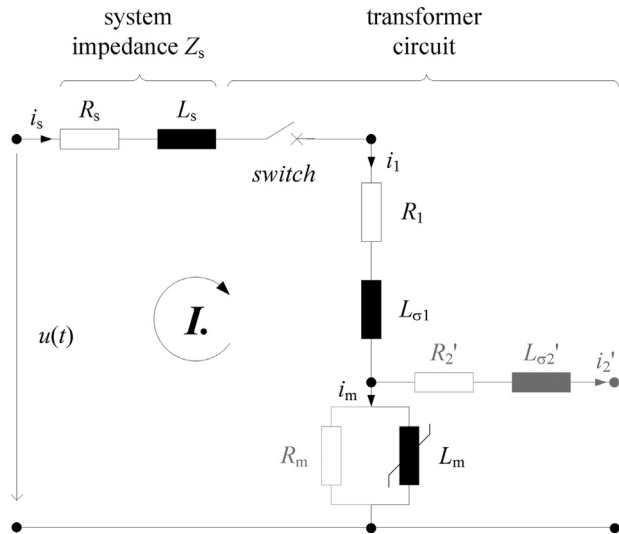 system
impedance Zs
transformer
circuit
is
Rs
Ls
switch
i1
R1
Lσ1
I.
u(t)
R2'
Lσ2'
i2'
im
Rm
Lm